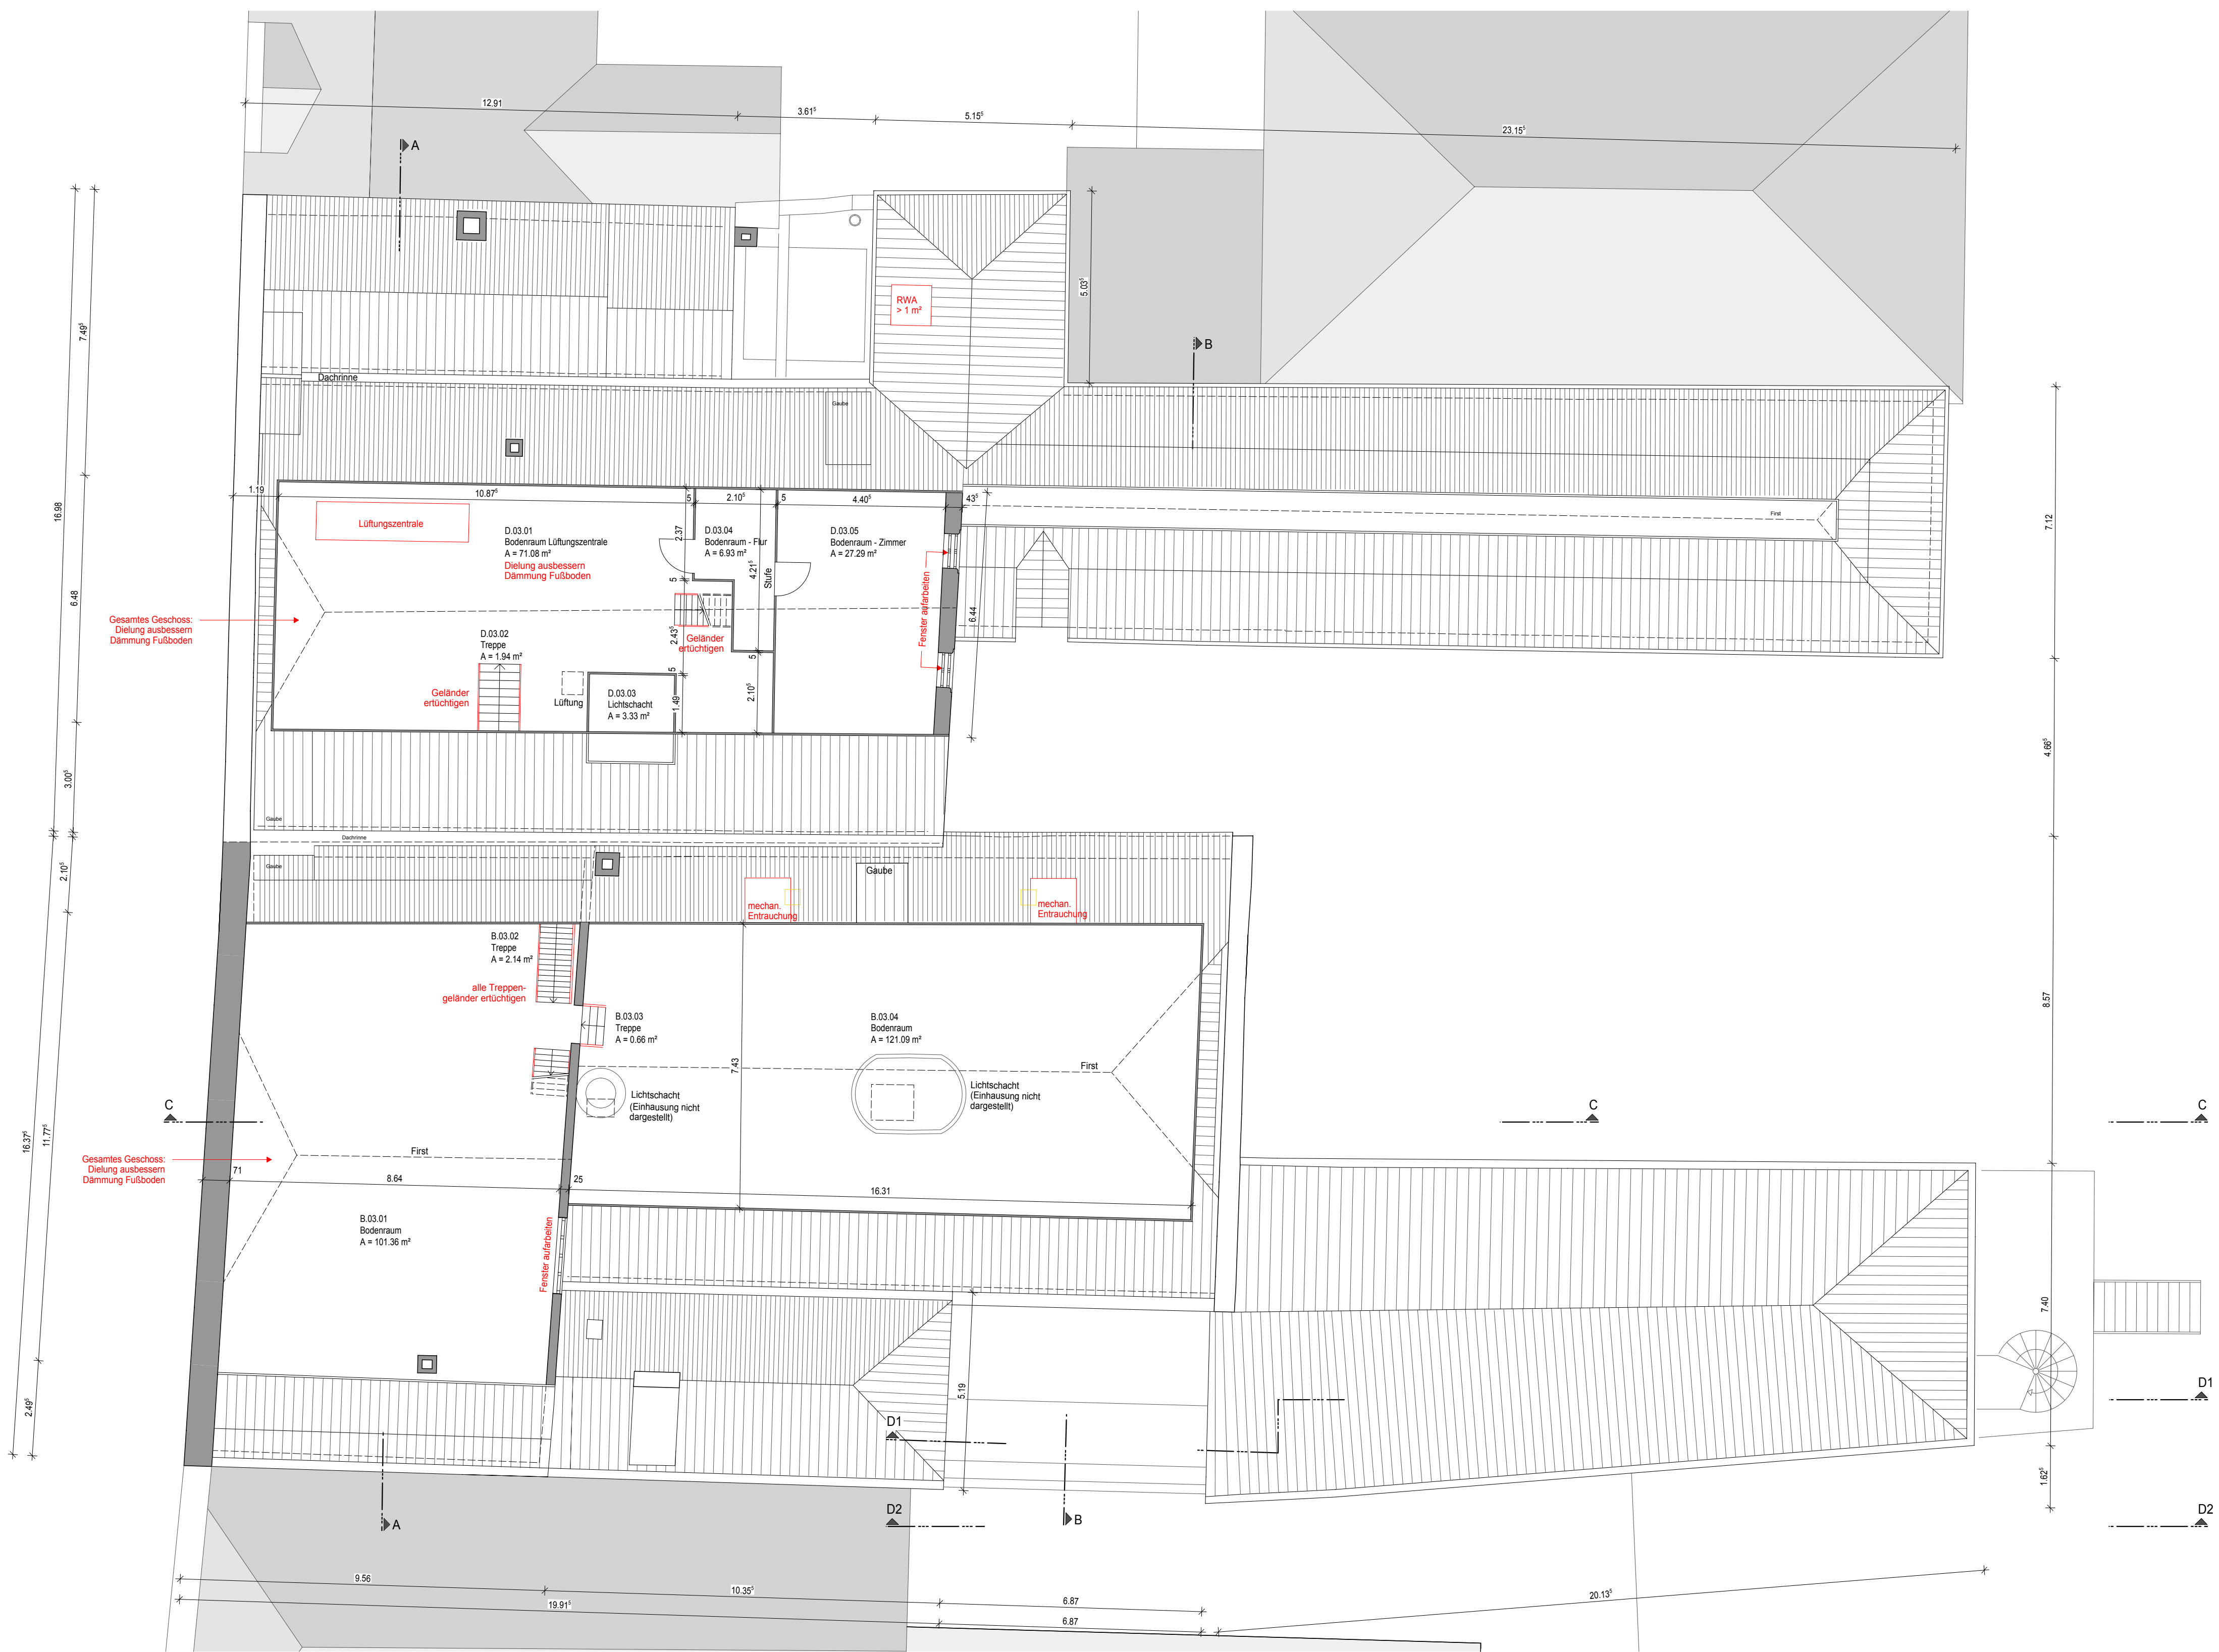 12.91
3.61⁵
5.15⁵
23.15⁵
A
B
5.03⁵
RWA
> 1 m²
7.49⁵
16.98
6.48
3.00⁵
2.10⁵
16.37⁵
11.77⁵
2.49⁵
Dachrinne
Gaube
First
1.19
10.87⁵
5
2.10⁵
5
4.40⁵
43⁵
Lüftungszentrale
D.03.01
Bodenraum Lüftungszentrale
A = 71.08 m²
Dielung ausbessern
Dämmung Fußboden
2.37
D.03.04
Bodenraum - Flur
A = 6.93 m²
4.21⁵
Stufe
D.03.05
Bodenraum - Zimmer
A = 27.29 m²
Fenster aufarbeiten
6.44
5
Gesamtes Geschoss:
Dielung ausbessern
Dämmung Fußboden
D.03.02
Treppe
A = 1.94 m²
2.43⁵
Geländer
ertüchtigen
5
5
Geländer
ertüchtigen
Lüftung
D.03.03
Lichtschacht
A = 3.33 m²
1.49
2.10⁵
7.12
4.66⁵
8.57
7.40
1.62⁵
Gaube
Dachrinne
Gaube
Gaube
mechan.
Entrauchung
mechan.
Entrauchung
B.03.02
Treppe
A = 2.14 m²
alle Treppen-
geländer ertüchtigen
B.03.03
Treppe
A = 0.66 m²
B.03.04
Bodenraum
A = 121.09 m²
7.43
First
Lichtschacht
(Einhausung nicht
dargestellt)
Lichtschacht
(Einhausung nicht
dargestellt)
C
C
C
Gesamtes Geschoss:
Dielung ausbessern
Dämmung Fußboden
First
71
8.64
25
16.31
B.03.01
Bodenraum
A = 101.36 m²
Fenster aufarbeiten
5.19
D1
D1
D2
D2
A
B
9.56
10.35⁵
6.87
19.91⁵
6.87
20.13⁵